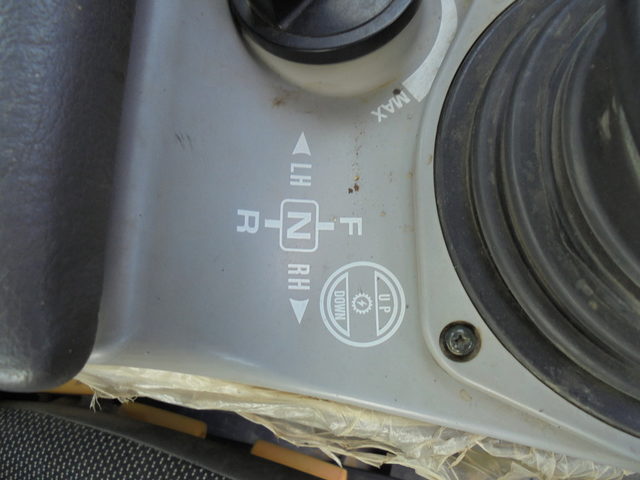 MAX
F
◄ LH N RH ►
R
UP
DOWN